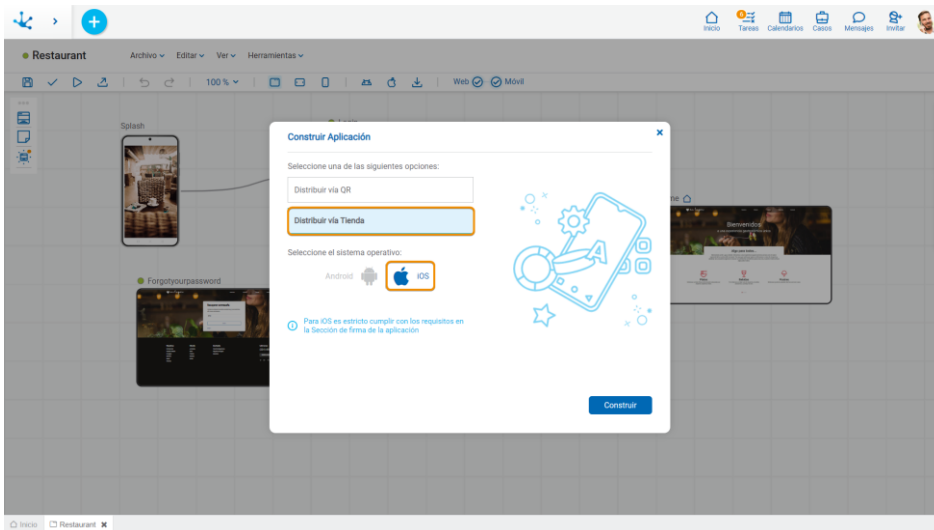 6
Inicio
Tareas
Calendarios
Casos
Mensajes
Invitar
Restaurant
Archivo
Editar
Ver
Herramientas
100 %
Web
Móvil
Splash
Construir Aplicación
Seleccione una de las siguientes opciones:
Distribuir vía QR
Distribuir vía Tienda
Seleccione el sistema operativo:
Android
iOS
Para iOS es estricto cumplir con los requisitos en
la Sección de firma de la aplicación
Construir
Forgotyourpassword
Bienvenidos
Inicio
Restaurant